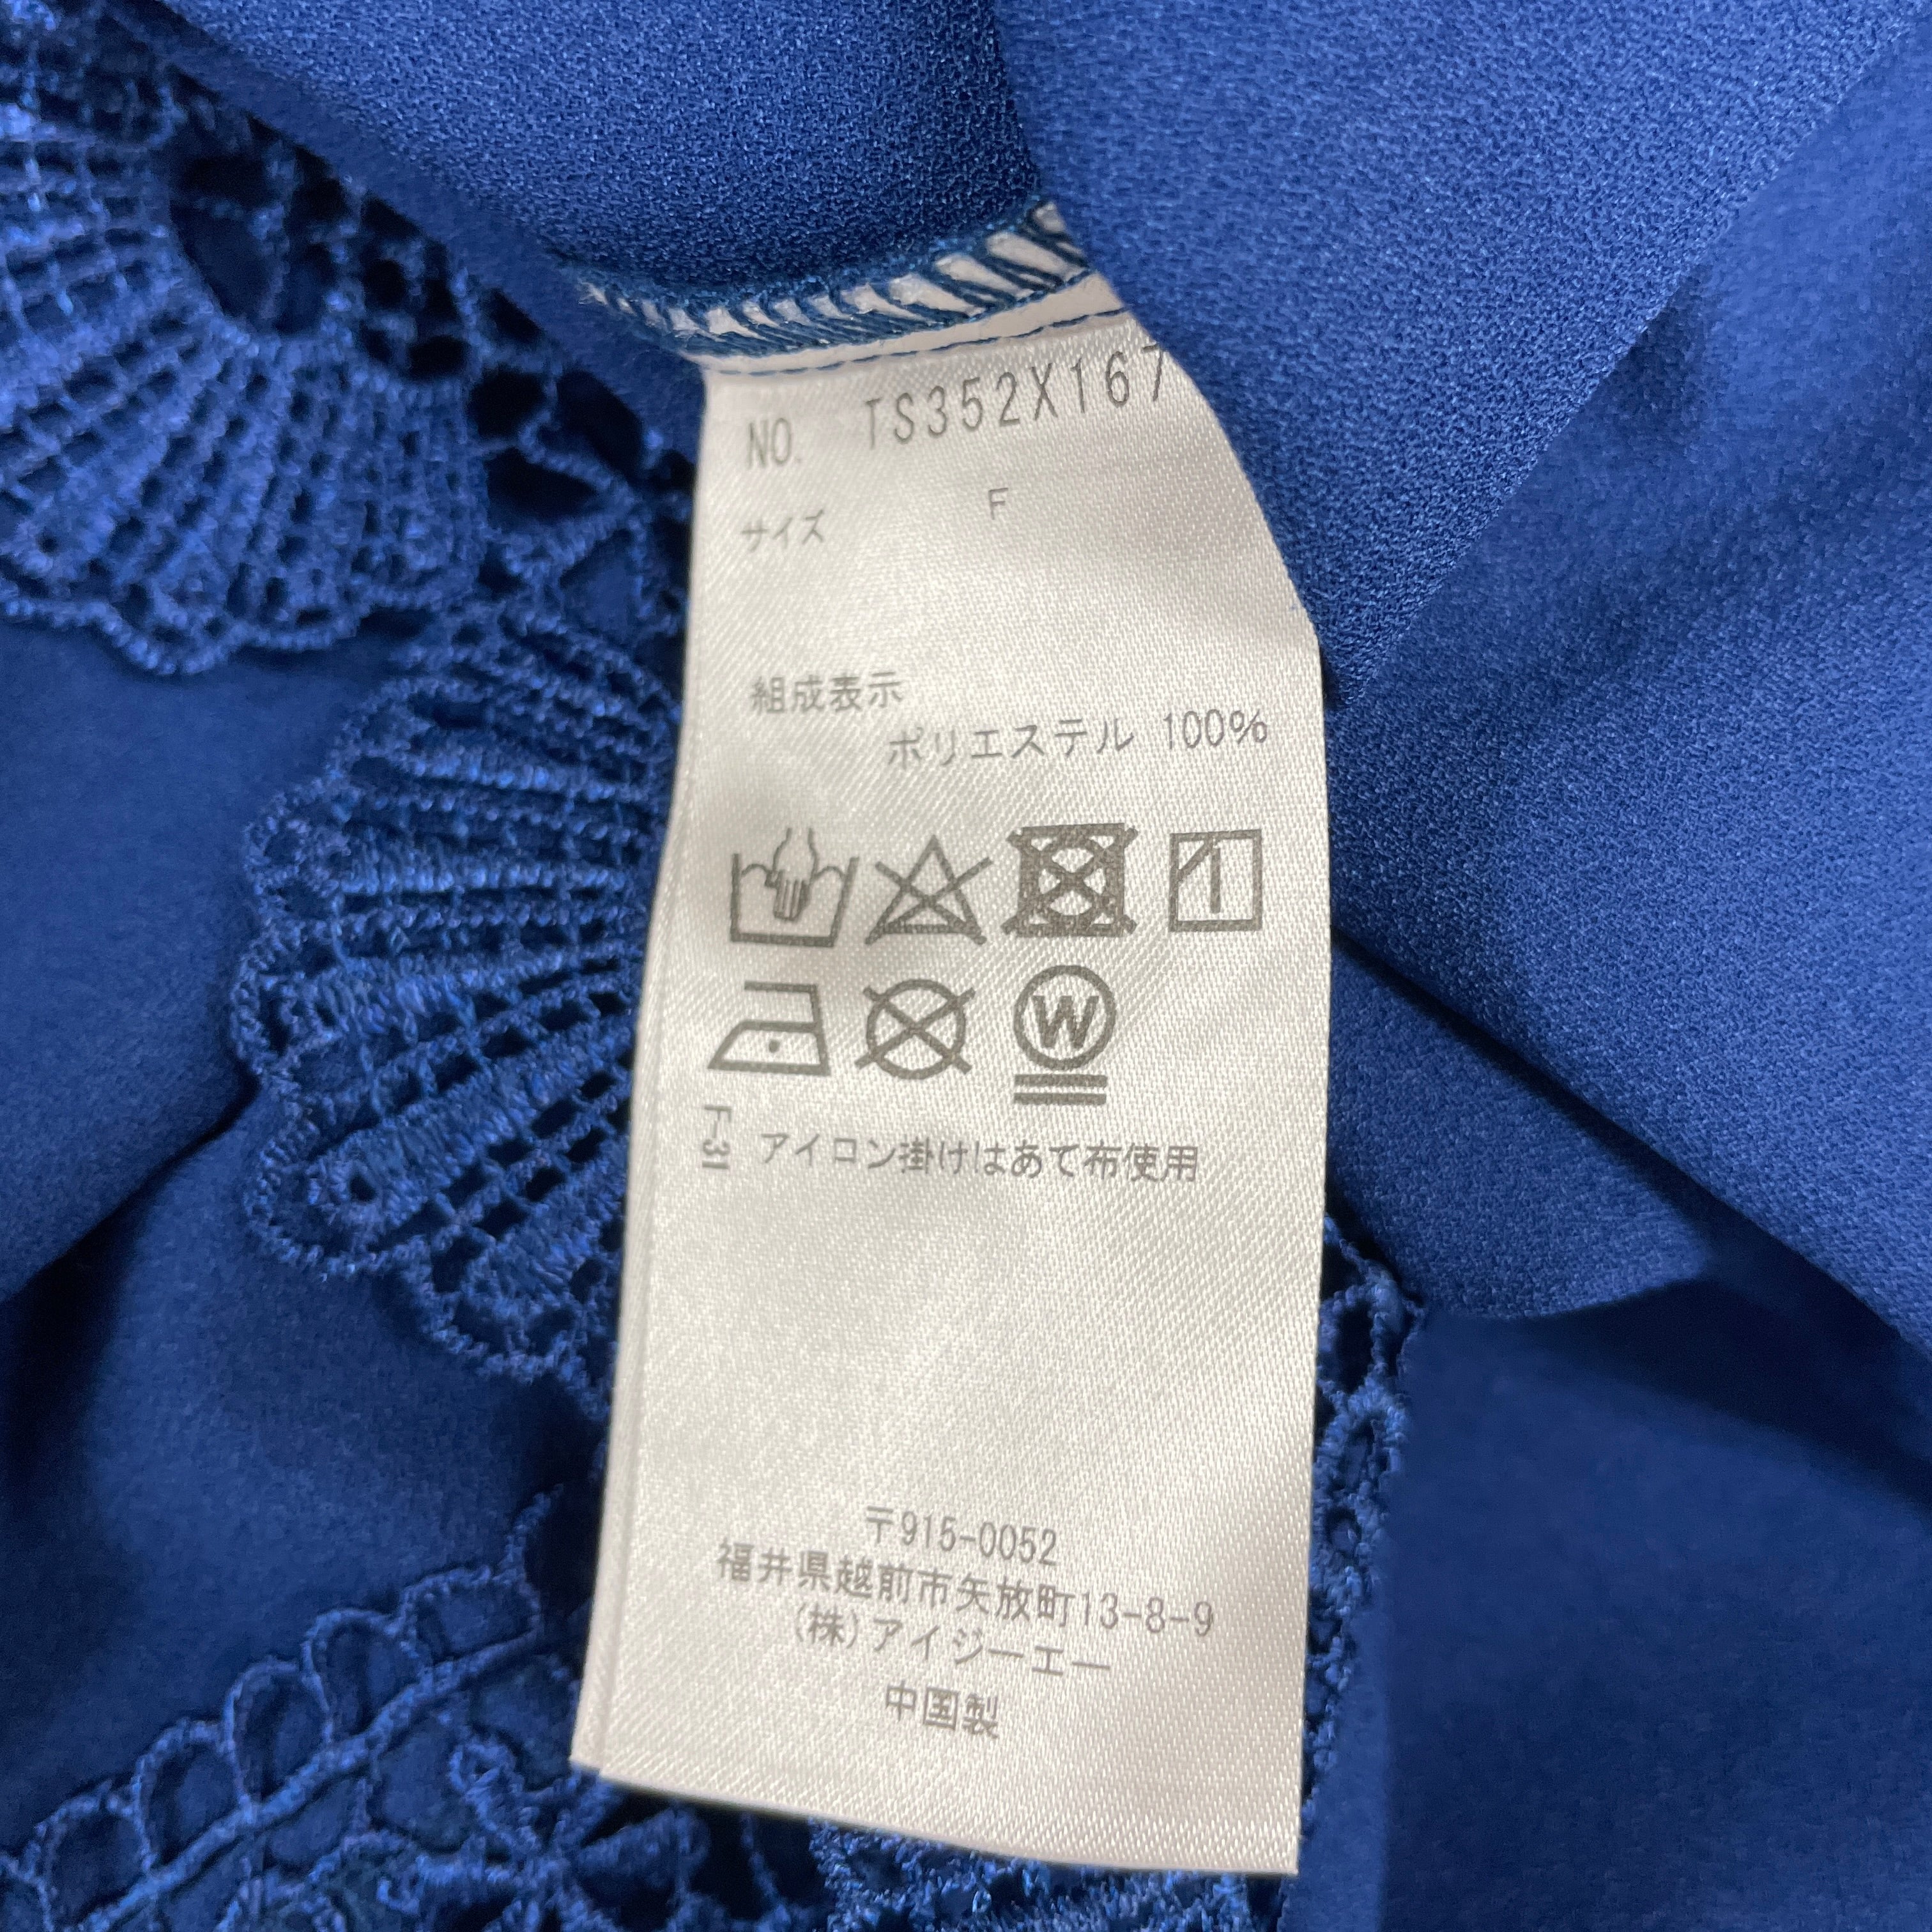 NO. TS352X167
サイズ F
組成表示
ポリエステル 100%
W
F-31
アイロン掛けはあて布使用
〒915-0052
福井県越前市矢放町13-8-9
(株)アイジーエー
中国製